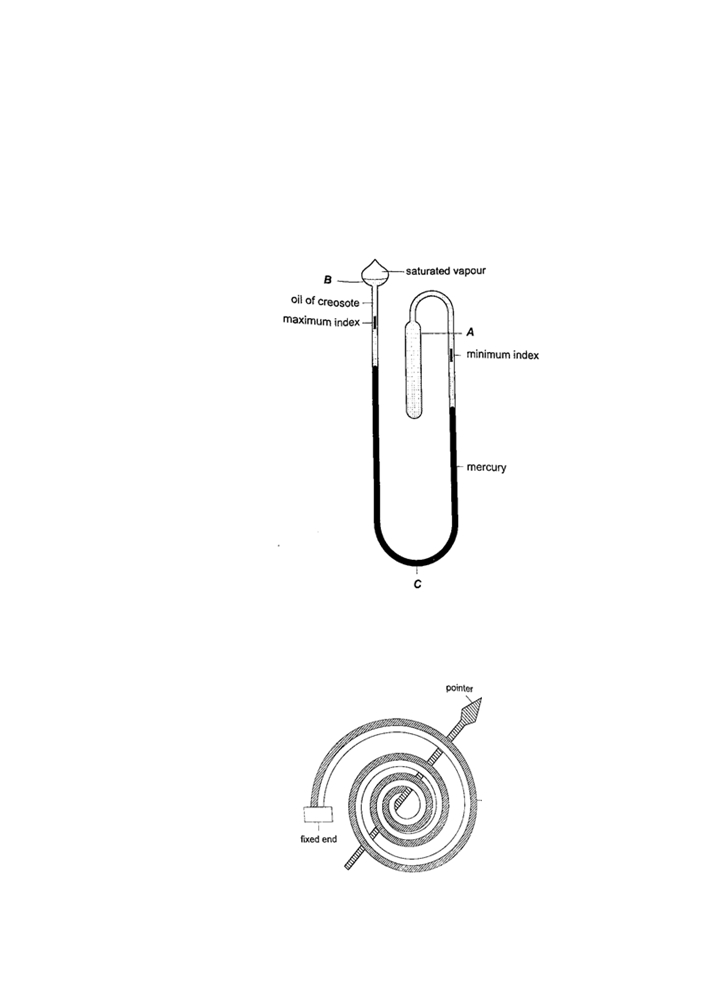 saturated vapour
B
oil of creosote
maximum index
A
minimum index
mercury
C
pointer
fixed end